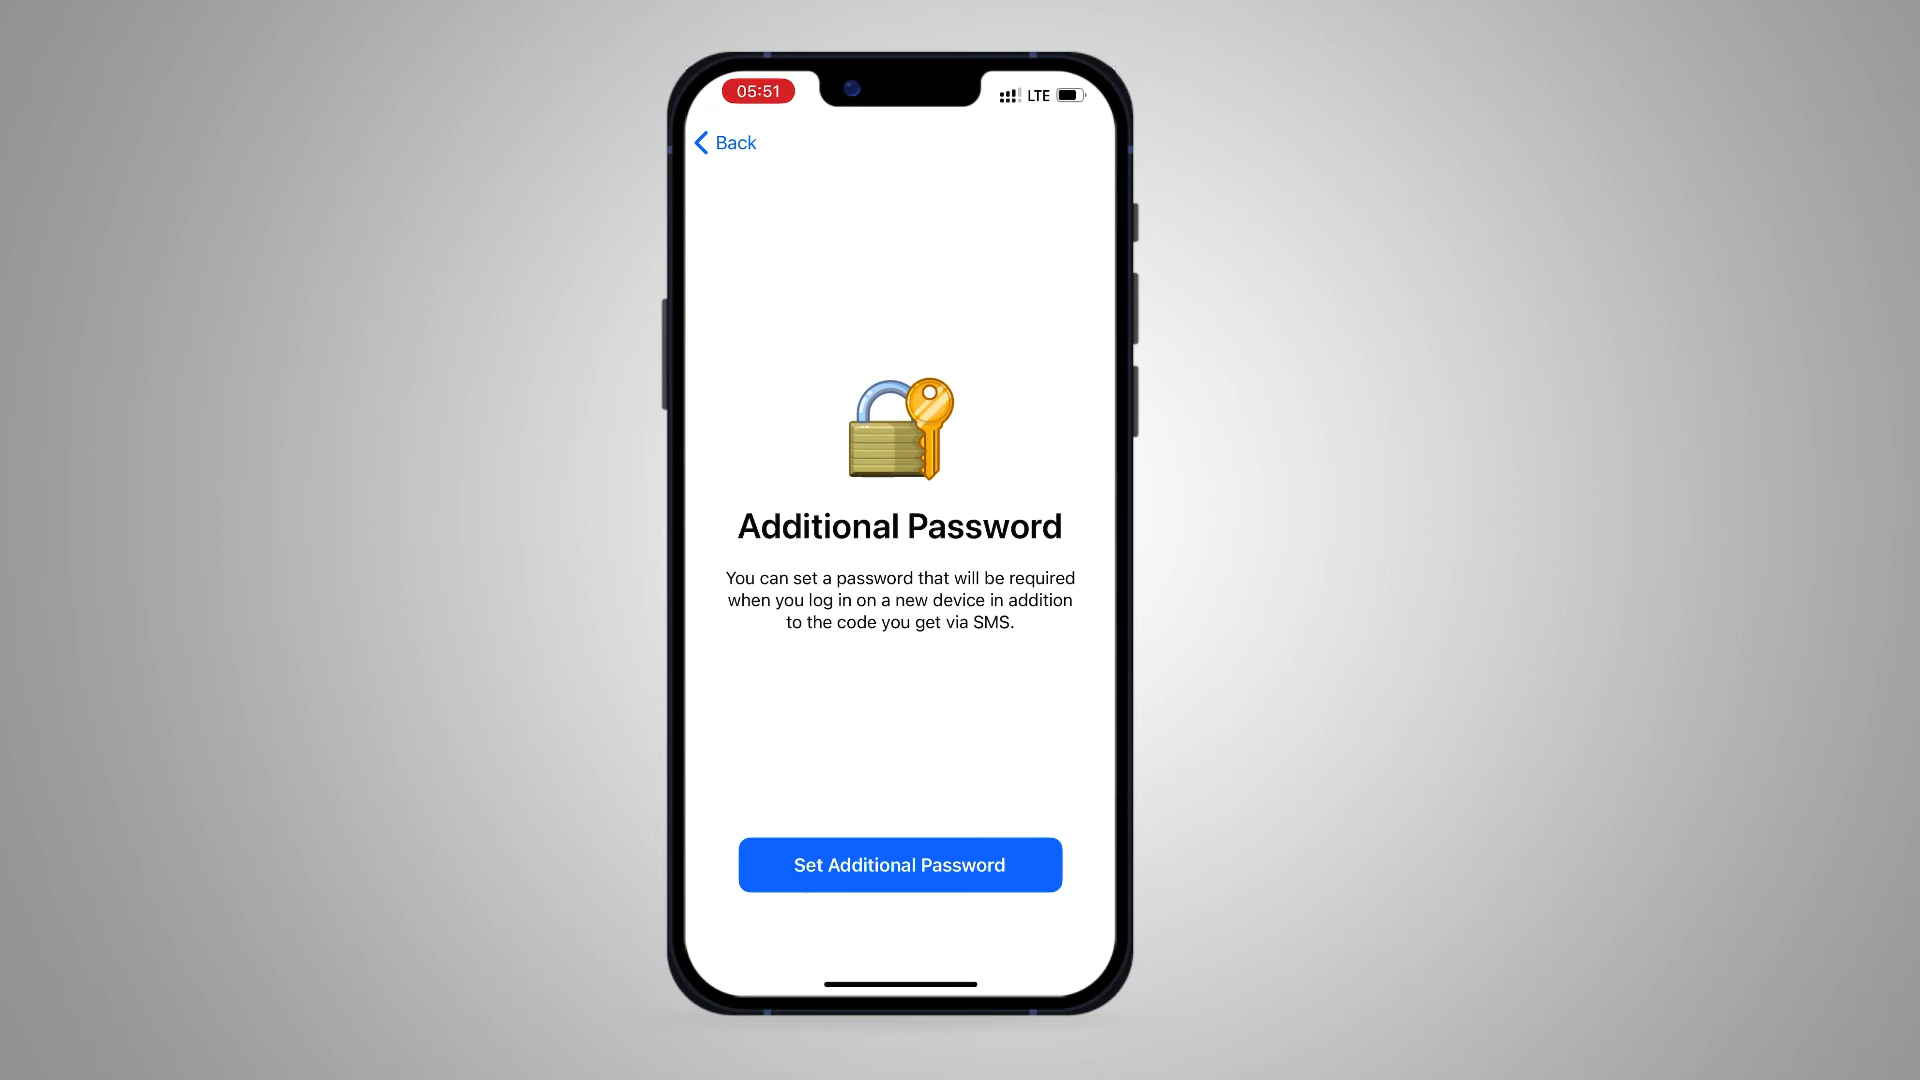 05:51
LTE
Back
Additional Password
You can set a password that will be required
when you log in on a new device in addition
to the code you get via SMS.
Set Additional Password